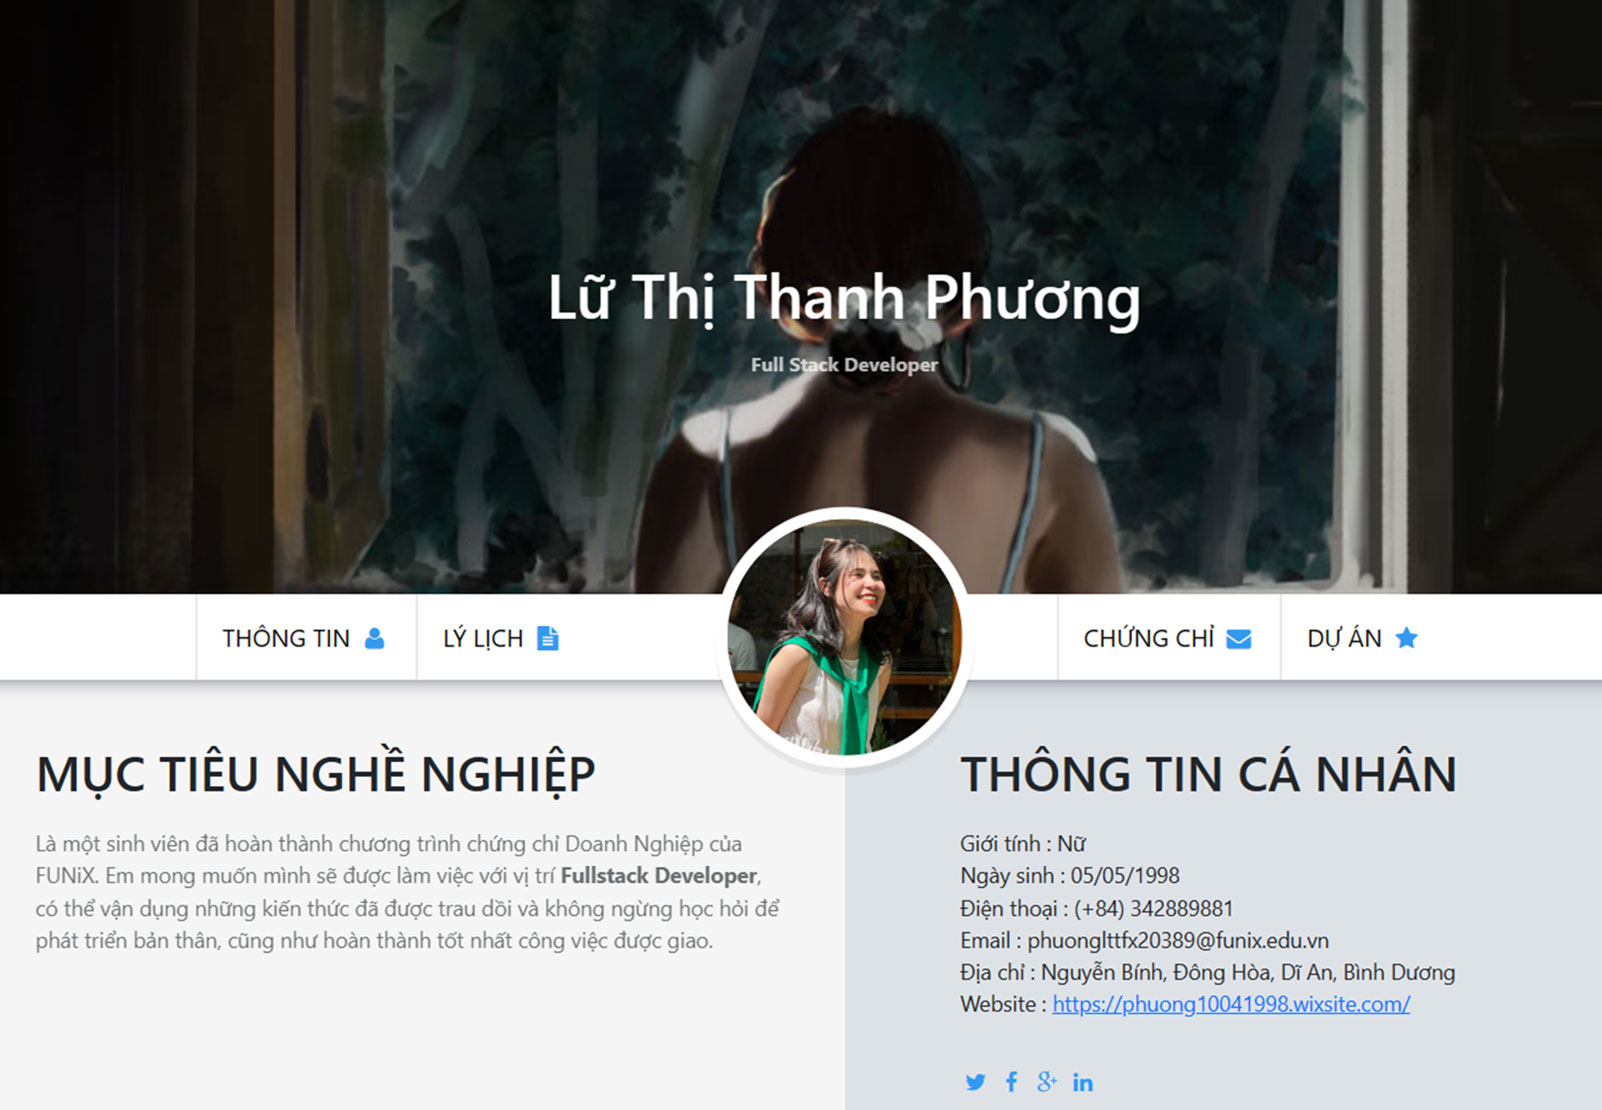 Lữ Thị Thanh Phương
Full Stack Developer
THÔNG TIN
LÝ LỊCH
CHỨNG CHỈ
DỰ ÁN
MỤC TIÊU NGHỀ NGHIỆP
Là một sinh viên đã hoàn thành chương trình chứng chỉ Doanh Nghiệp của
FUNiX. Em mong muốn mình sẽ được làm việc với vị trí Fullstack Developer,
có thể vận dụng những kiến thức đã được trau dồi và không ngừng học hỏi để
phát triển bản thân, cũng như hoàn thành tốt nhất công việc được giao.
THÔNG TIN CÁ NHÂN
Giới tính : Nữ
Ngày sinh : 05/05/1998
Điện thoại : (+84) 342889881
Email : phuonglttfx20389@funix.edu.vn
Địa chỉ : Nguyễn Bính, Đông Hòa, Dĩ An, Bình Dương
Website : https://phuong10041998.wixsite.com/